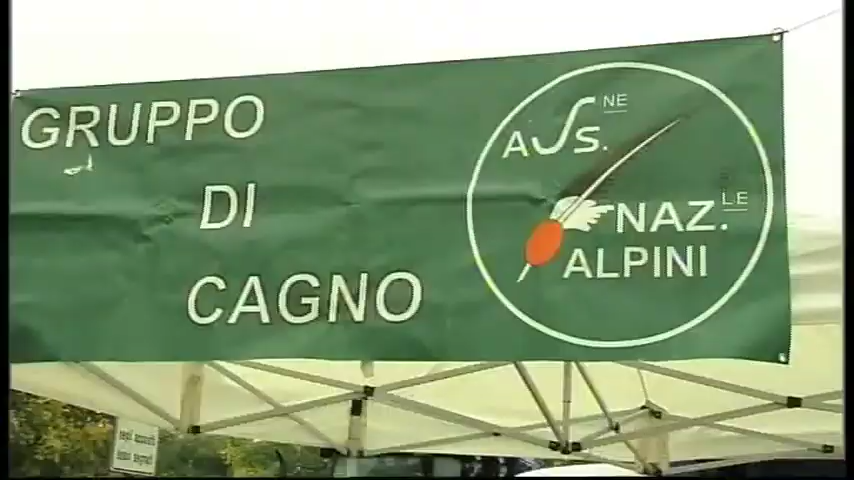 GRUPPO
DI
CAGNO
ASS.NE
NAZ.LE
ALPINI